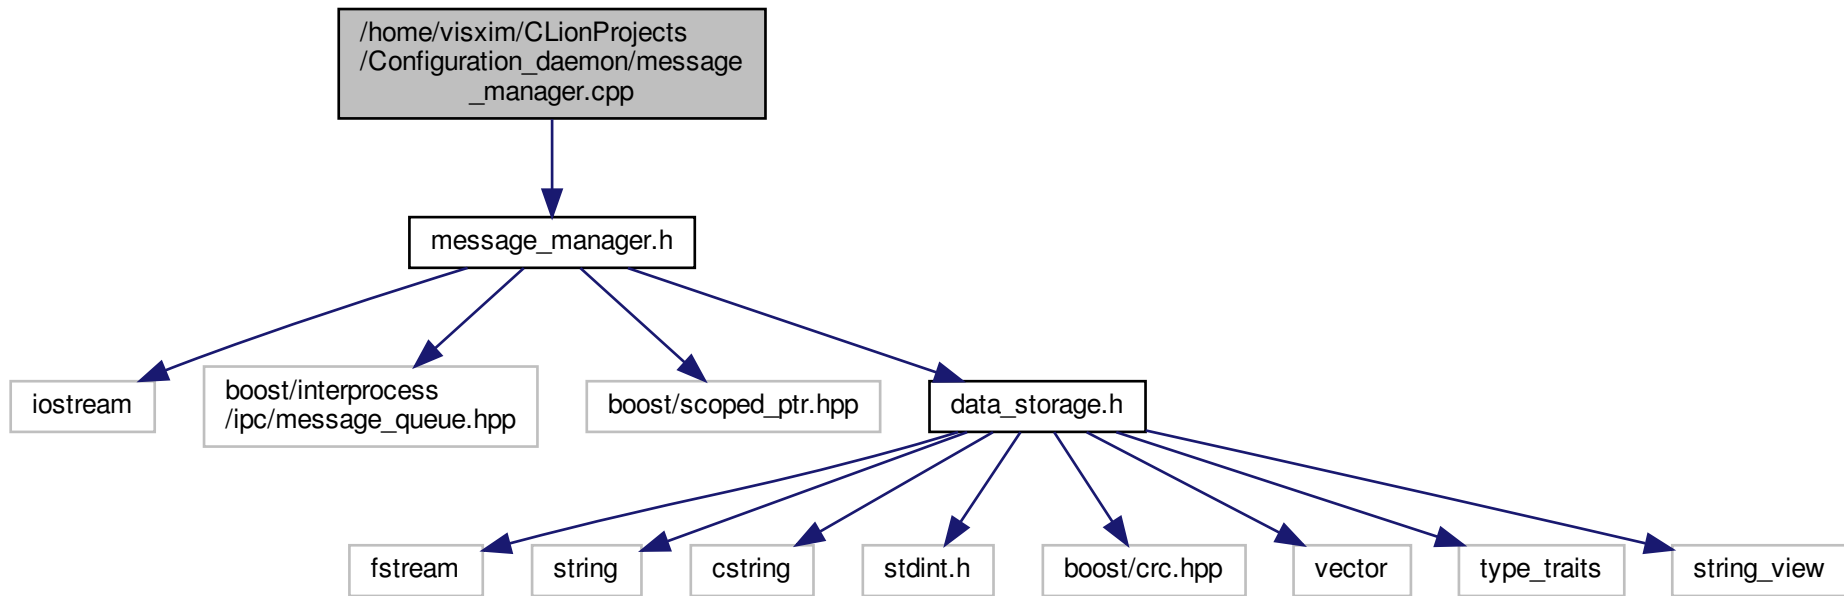 /home/visxim/CLionProjects
/Configuration_daemon/message
_manager.cpp
message_manager.h
iostream
boost/interprocess
/ipc/message_queue.hpp
boost/scoped_ptr.hpp
data_storage.h
fstream
string
cstring
stdint.h
boost/crc.hpp
vector
type_traits
string_view